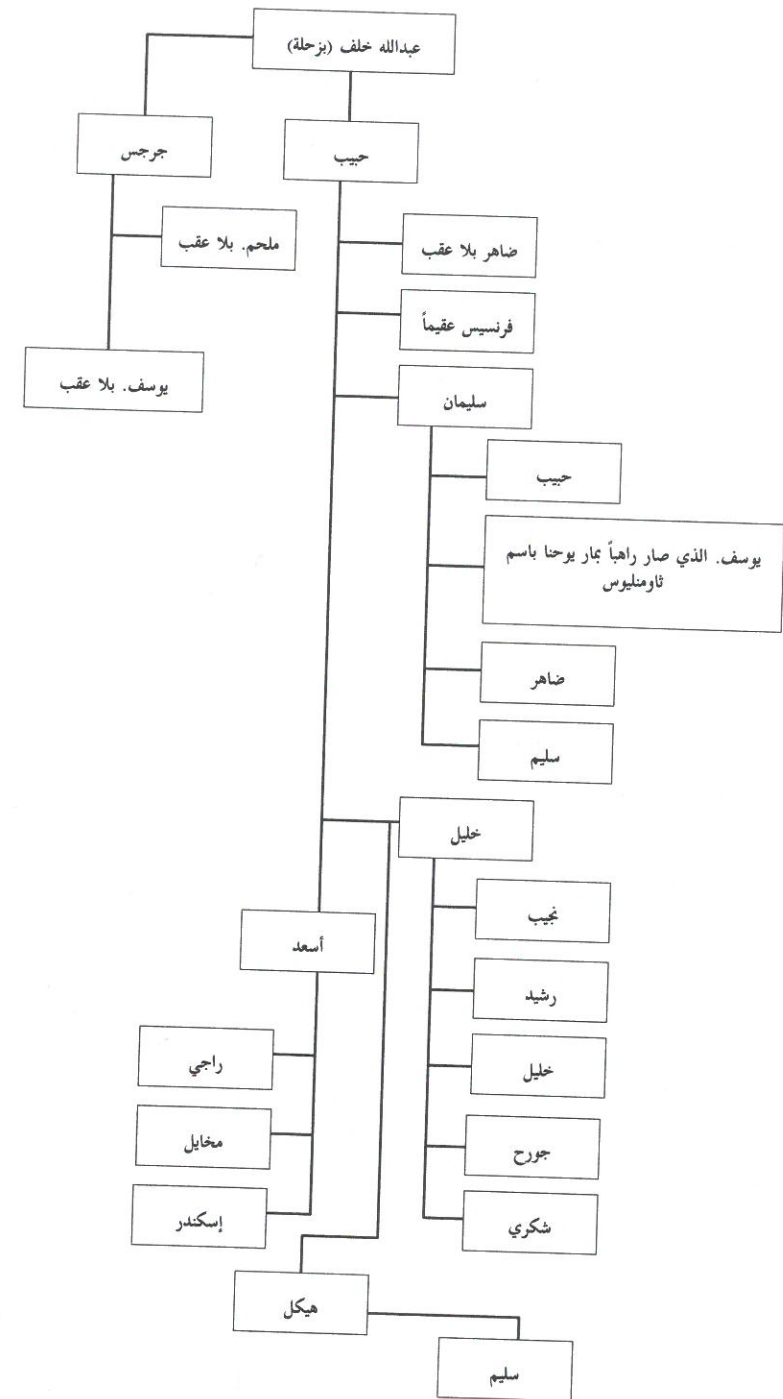 عبدالله خلف (بزحلة)
حبيب
جرجس
ضاهر بلا عقب
ملحم. بلا عقب
فرنسيس عقيماً
يوسف. بلا عقب
سليمان
حبيب
يوسف. الذي صار راهباً بمار يوحنا باسم
ثاومنليوس
ضاهر
سليم
خليل
نجيب
أسعد
رشيد
راجي
خليل
مخايل
جورح
إسكندر
شكري
هيكل
سليم